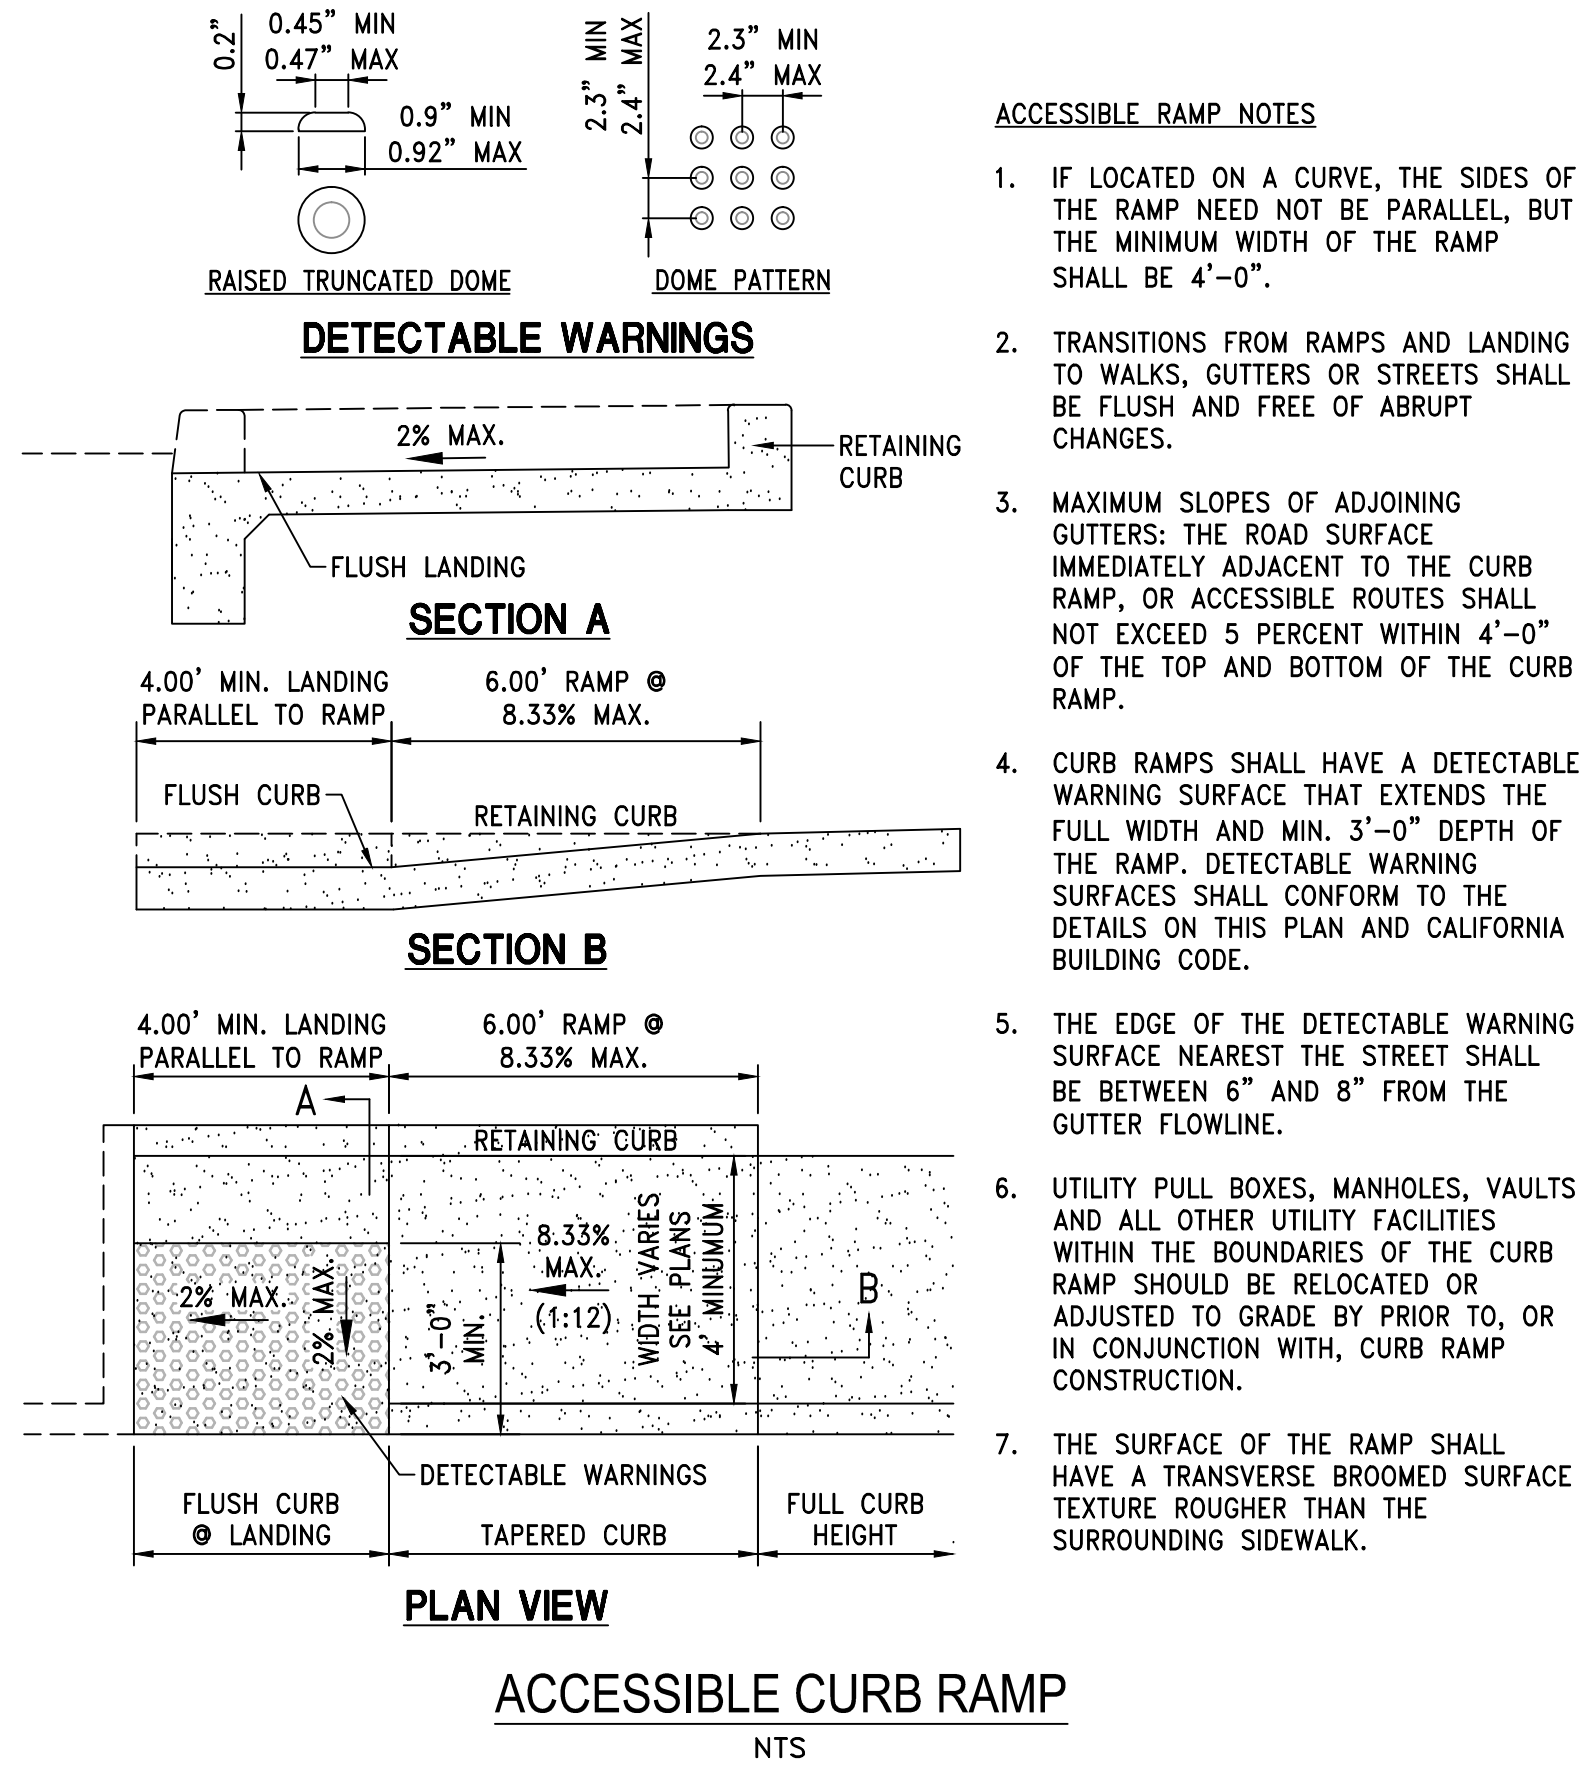 0.2"
0.45" MIN
0.47" MAX
0.9" MIN
0.92" MAX
RAISED TRUNCATED DOME
2.3" MIN
2.4" MAX
2.3" MIN
2.4" MAX
DOME PATTERN
DETECTABLE WARNINGS
2% MAX.
RETAINING
CURB
FLUSH LANDING
SECTION A
4.00' MIN. LANDING
PARALLEL TO RAMP
6.00' RAMP @
8.33% MAX.
FLUSH CURB
RETAINING CURB
SECTION B
4.00' MIN. LANDING
PARALLEL TO RAMP
6.00' RAMP @
8.33% MAX.
A
RETAINING CURB
2% MAX.
2% MAX.
3'-0"
MIN.
8.33%
MAX.
(1:12)
WIDTH VARIES
SEE PLANS
4' MINUMUM
B
DETECTABLE WARNINGS
FLUSH CURB
@ LANDING
TAPERED CURB
FULL CURB
HEIGHT
PLAN VIEW
ACCESSIBLE RAMP NOTES
1. IF LOCATED ON A CURVE, THE SIDES OF
THE RAMP NEED NOT BE PARALLEL, BUT
THE MINIMUM WIDTH OF THE RAMP
SHALL BE 4'-0".
2. TRANSITIONS FROM RAMPS AND LANDING
TO WALKS, GUTTERS OR STREETS SHALL
BE FLUSH AND FREE OF ABRUPT
CHANGES.
3. MAXIMUM SLOPES OF ADJOINING
GUTTERS: THE ROAD SURFACE
IMMEDIATELY ADJACENT TO THE CURB
RAMP, OR ACCESSIBLE ROUTES SHALL
NOT EXCEED 5 PERCENT WITHIN 4'-0"
OF THE TOP AND BOTTOM OF THE CURB
RAMP.
4. CURB RAMPS SHALL HAVE A DETECTABLE
WARNING SURFACE THAT EXTENDS THE
FULL WIDTH AND MIN. 3'-0" DEPTH OF
THE RAMP. DETECTABLE WARNING
SURFACES SHALL CONFORM TO THE
DETAILS ON THIS PLAN AND CALIFORNIA
BUILDING CODE.
5. THE EDGE OF THE DETECTABLE WARNING
SURFACE NEAREST THE STREET SHALL
BE BETWEEN 6" AND 8" FROM THE
GUTTER FLOWLINE.
6. UTILITY PULL BOXES, MANHOLES, VAULTS
AND ALL OTHER UTILITY FACILITIES
WITHIN THE BOUNDARIES OF THE CURB
RAMP SHOULD BE RELOCATED OR
ADJUSTED TO GRADE BY PRIOR TO, OR
IN CONJUNCTION WITH, CURB RAMP
CONSTRUCTION.
7. THE SURFACE OF THE RAMP SHALL
HAVE A TRANSVERSE BROOMED SURFACE
TEXTURE ROUGHER THAN THE
SURROUNDING SIDEWALK.
ACCESSIBLE CURB RAMP
NTS